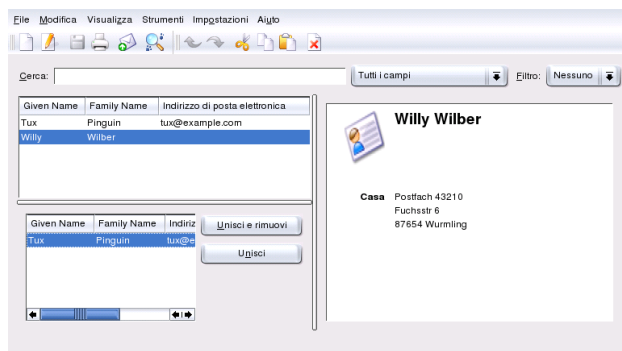 File Modifica Visualizza Strumenti Impostazioni Aiuto
Cerca: Tutti i campi Filtro: Nessuno
Given Name Family Name Indirizzo di posta elettronica
Tux Pinguin tux@example.com
Willy Wilber
Given Name Family Name Indiriz
Tux Pinguin tux@e
Unisci e rimuovi
Unisci
Willy Wilber
Casa Postfach 43210
Fuchsstr 6
87654 Wurmling